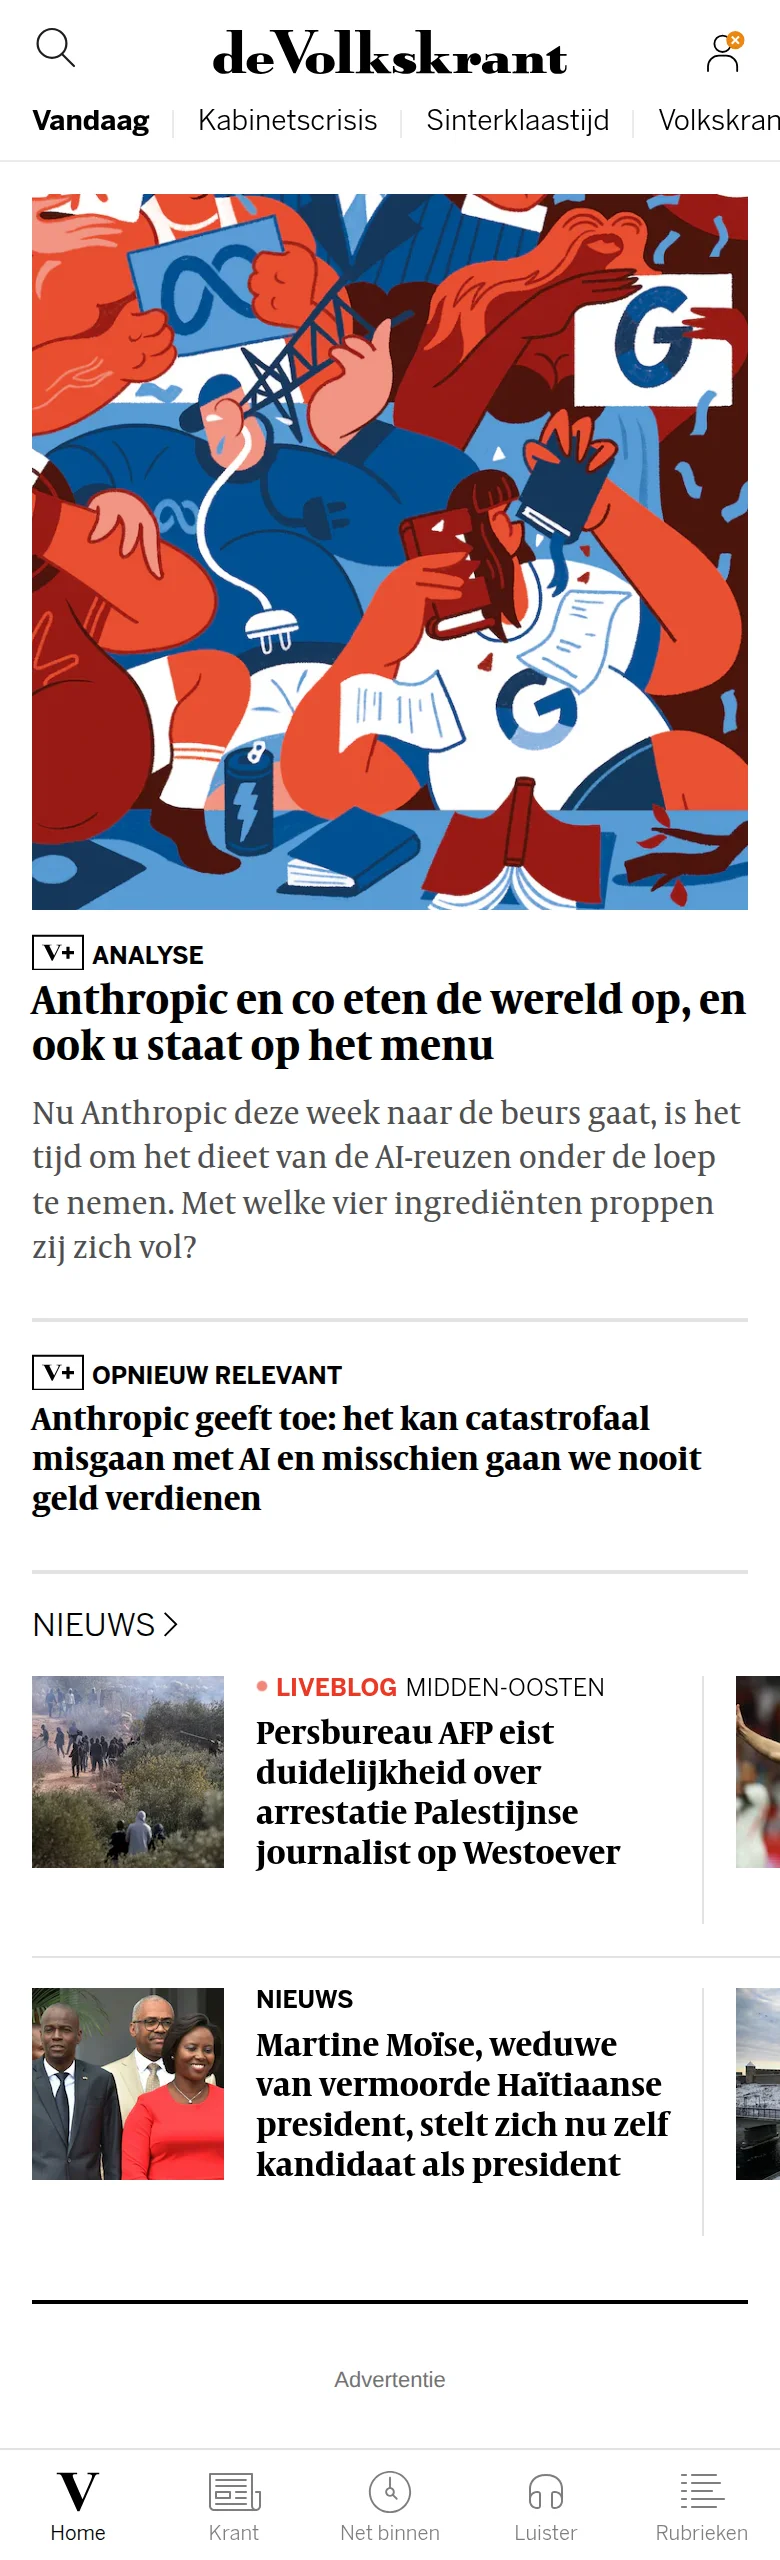 deVolkskrant
Vandaag
Kabinetscrisis
Sinterklaastijd
Volkskran
G
G
V+ ANALYSE
Anthropic en co eten de wereld op, en
ook u staat op het menu
Nu Anthropic deze week naar de beurs gaat, is het
tijd om het dieet van de AI-reuzen onder de loep
te nemen. Met welke vier ingrediënten proppen
zij zich vol?
V+ OPNIEUW RELEVANT
Anthropic geeft toe: het kan catastrofaal
misgaan met AI en misschien gaan we nooit
geld verdienen
NIEUWS
LIVEBLOG MIDDEN-OOSTEN
Persbureau AFP eist
duidelijkheid over
arrestatie Palestijnse
journalist op Westoever
NIEUWS
Martine Moïse, weduwe
van vermoorde Haïtiaanse
president, stelt zich nu zelf
kandidaat als president
Advertentie
V
Home
Krant
Net binnen
Luister
Rubrieken